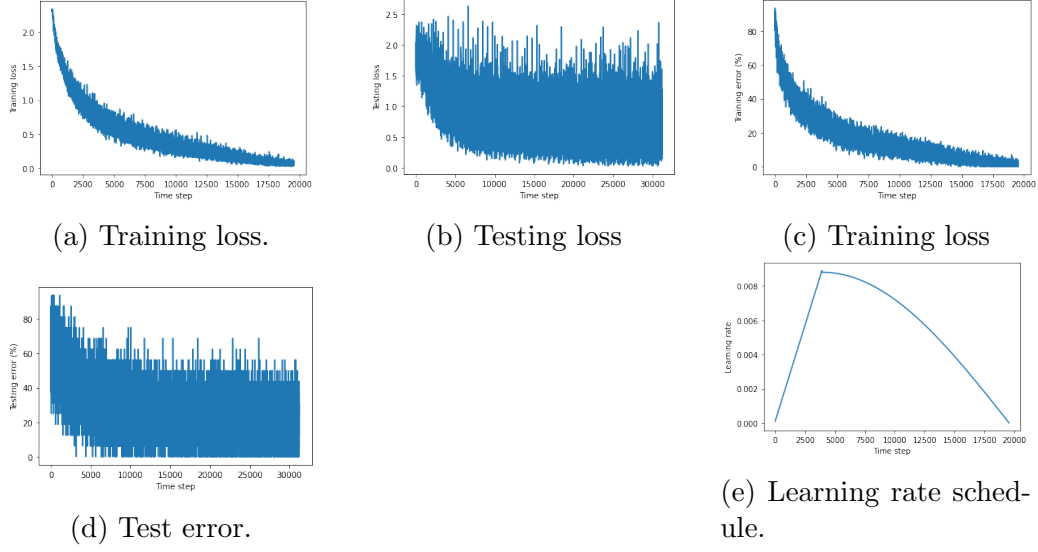 2.0
1.5
1.0
0.5
0.0
Training loss
0 2500 5000 7500 10000 12500 15000 17500 20000
Time step
(a) Training loss.
2.5
2.0
1.5
1.0
0.5
0.0
Testing loss
0 5000 10000 15000 20000 25000 30000
Time step
(b) Testing loss
80
60
40
20
0
Training error (%)
0 2500 5000 7500 10000 12500 15000 17500 20000
Time step
(c) Training loss
80
60
40
20
0
Testing error (%)
0 5000 10000 15000 20000 25000 30000
Time step
(d) Test error.
0.008
0.006
0.004
0.002
0.000
Learning rate
0 2500 5000 7500 10000 12500 15000 17500 20000
Time step
(e) Learning rate sched-
ule.